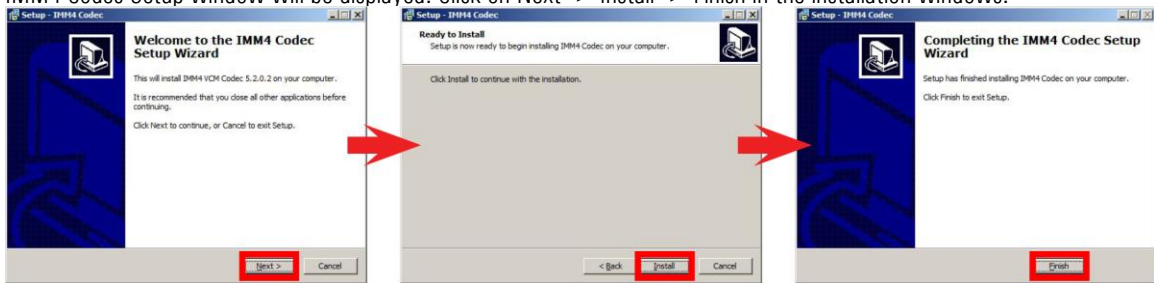 IMM4 Codec Setup Window will be displayed. Click on Next -> Install -> Finish in the installation windows.
Setup - IMM4 Codec
Welcome to the IMM4 Codec
Setup Wizard
This will install IMM4 VCM Codec 5.2.0.2 on your computer.
It is recommended that you close all other applications before
continuing.
Click Next to continue, or Cancel to exit Setup.
Next >
Cancel
Setup - IMM4 Codec
Ready to Install
Setup is now ready to begin installing IMM4 Codec on your computer.
Click Install to continue with the installation.
< Back
Install
Cancel
Setup - IMM4 Codec
Completing the IMM4 Codec Setup
Wizard
Setup has finished installing IMM4 Codec on your computer.
Click Finish to exit Setup.
Finish